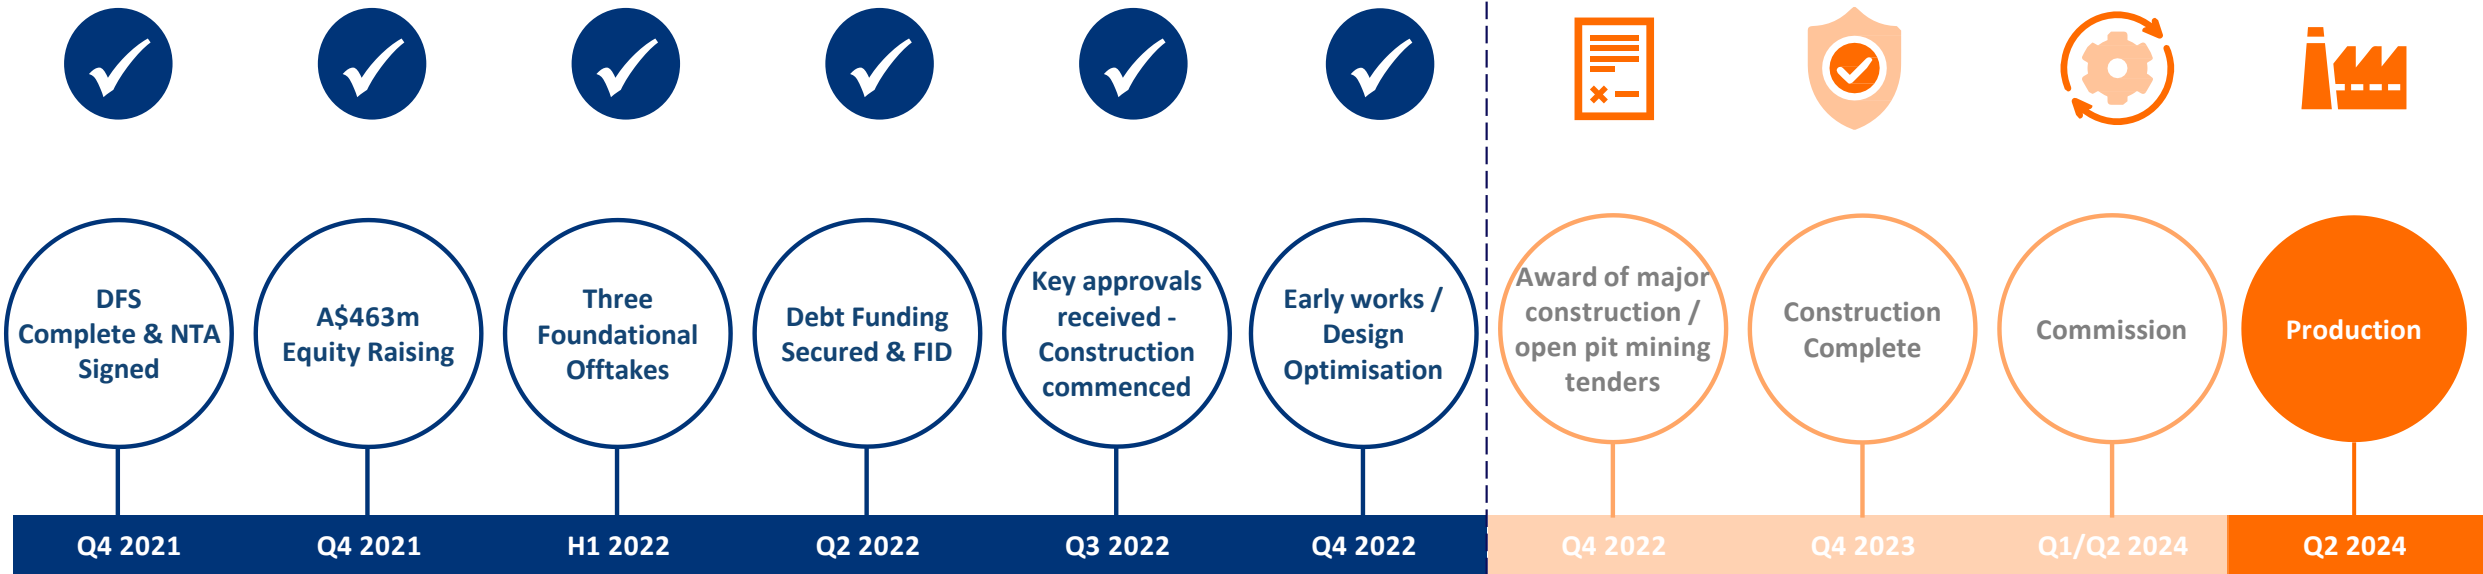 DFS
Complete & NTA
Signed
A$463m
Equity Raising
Three
Foundational
Offtakes
Debt Funding
Secured & FID
Key approvals
received -
Construction
commenced
Early works /
Design
Optimisation
Award of major
construction /
open pit mining
tenders
Construction
Complete
Commission
Production
Q4 2021
Q4 2021
H1 2022
Q2 2022
Q3 2022
Q4 2022
Q4 2022
Q4 2023
Q1/Q2 2024
Q2 2024